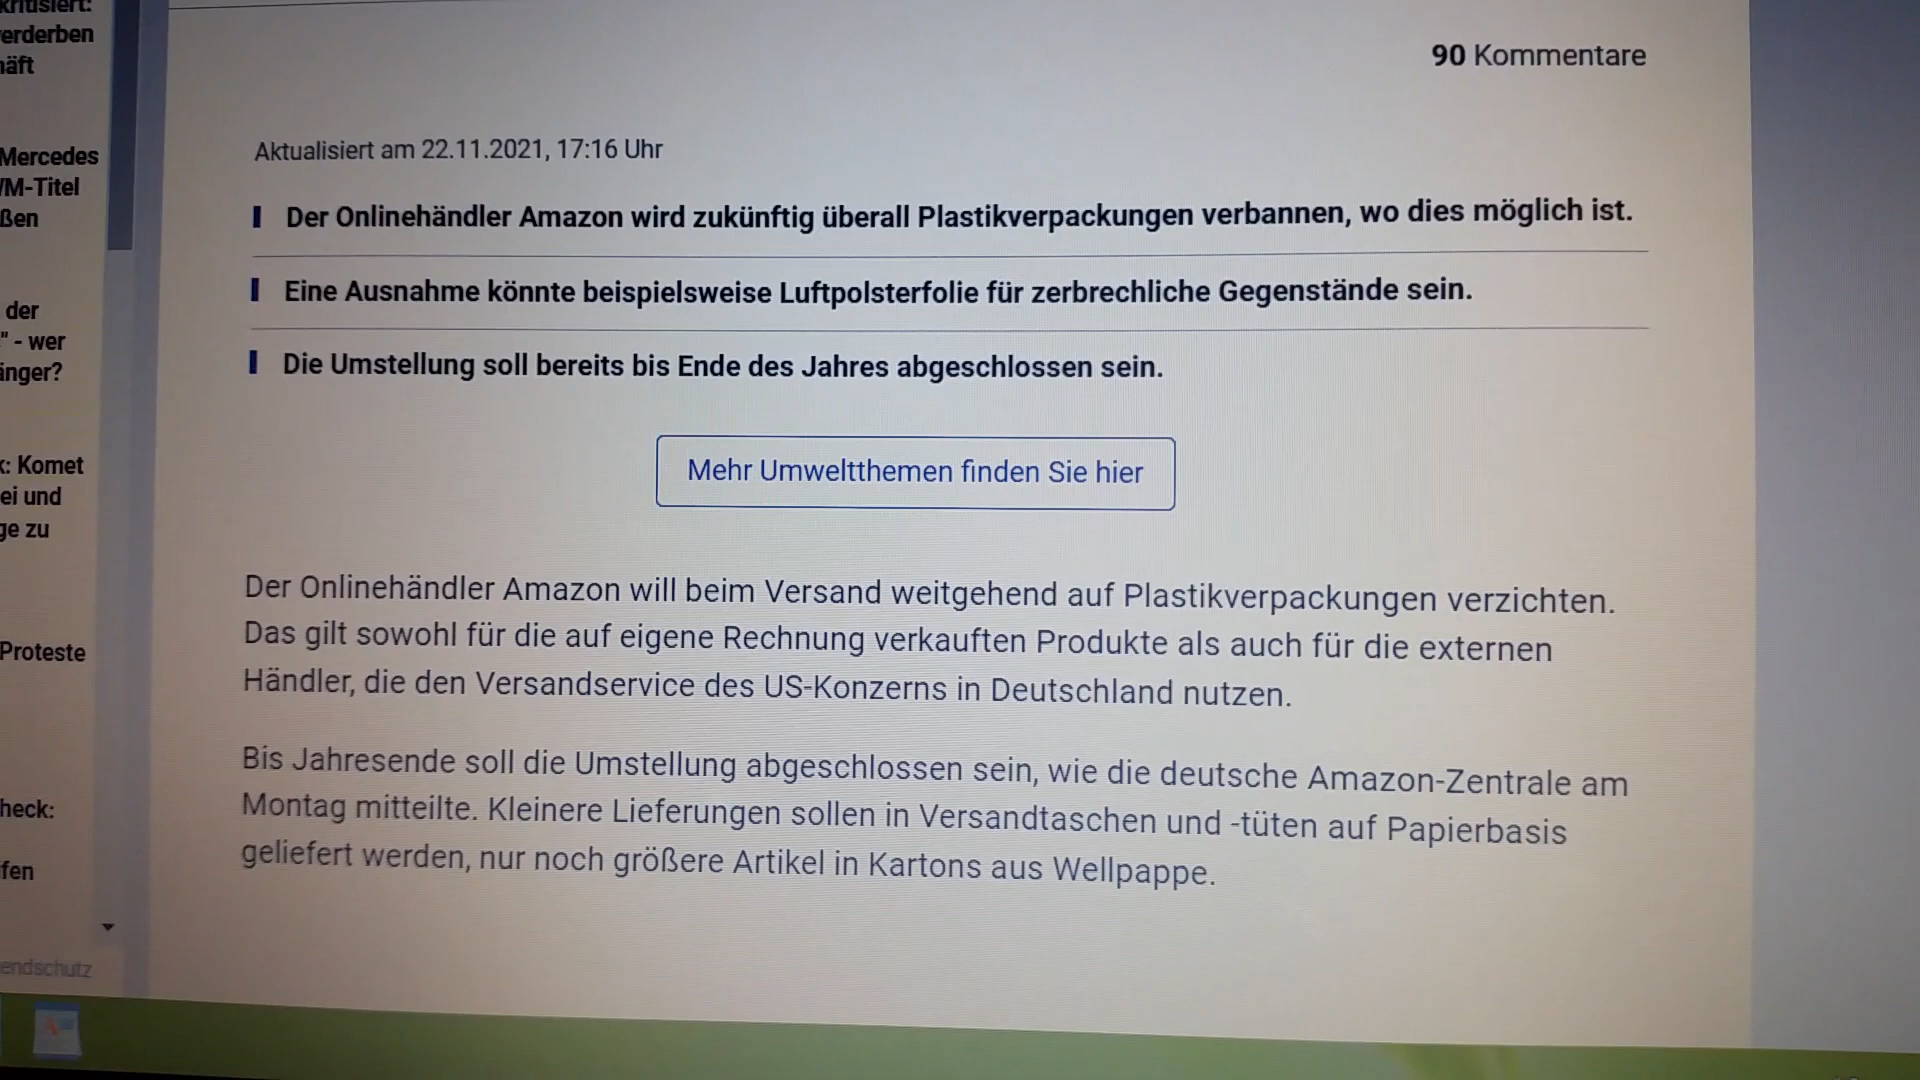 kritisiert:
erderben
häft
Mercedes
M-Titel
ßen
der
" - wer
änger?
k: Komet
ei und
ge zu
Proteste
heck:
fen
endschutz
90 Kommentare
Aktualisiert am 22.11.2021, 17:16 Uhr
Der Onlinehändler Amazon wird zukünftig überall Plastikverpackungen verbannen, wo dies möglich ist.
Eine Ausnahme könnte beispielsweise Luftpolsterfolie für zerbrechliche Gegenstände sein.
Die Umstellung soll bereits bis Ende des Jahres abgeschlossen sein.
Mehr Umweltthemen finden Sie hier
Der Onlinehändler Amazon will beim Versand weitgehend auf Plastikverpackungen verzichten.
Das gilt sowohl für die auf eigene Rechnung verkauften Produkte als auch für die externen
Händler, die den Versandservice des US-Konzerns in Deutschland nutzen.
Bis Jahresende soll die Umstellung abgeschlossen sein, wie die deutsche Amazon-Zentrale am
Montag mitteilte. Kleinere Lieferungen sollen in Versandtaschen und -tüten auf Papierbasis
geliefert werden, nur noch größere Artikel in Kartons aus Wellpappe.